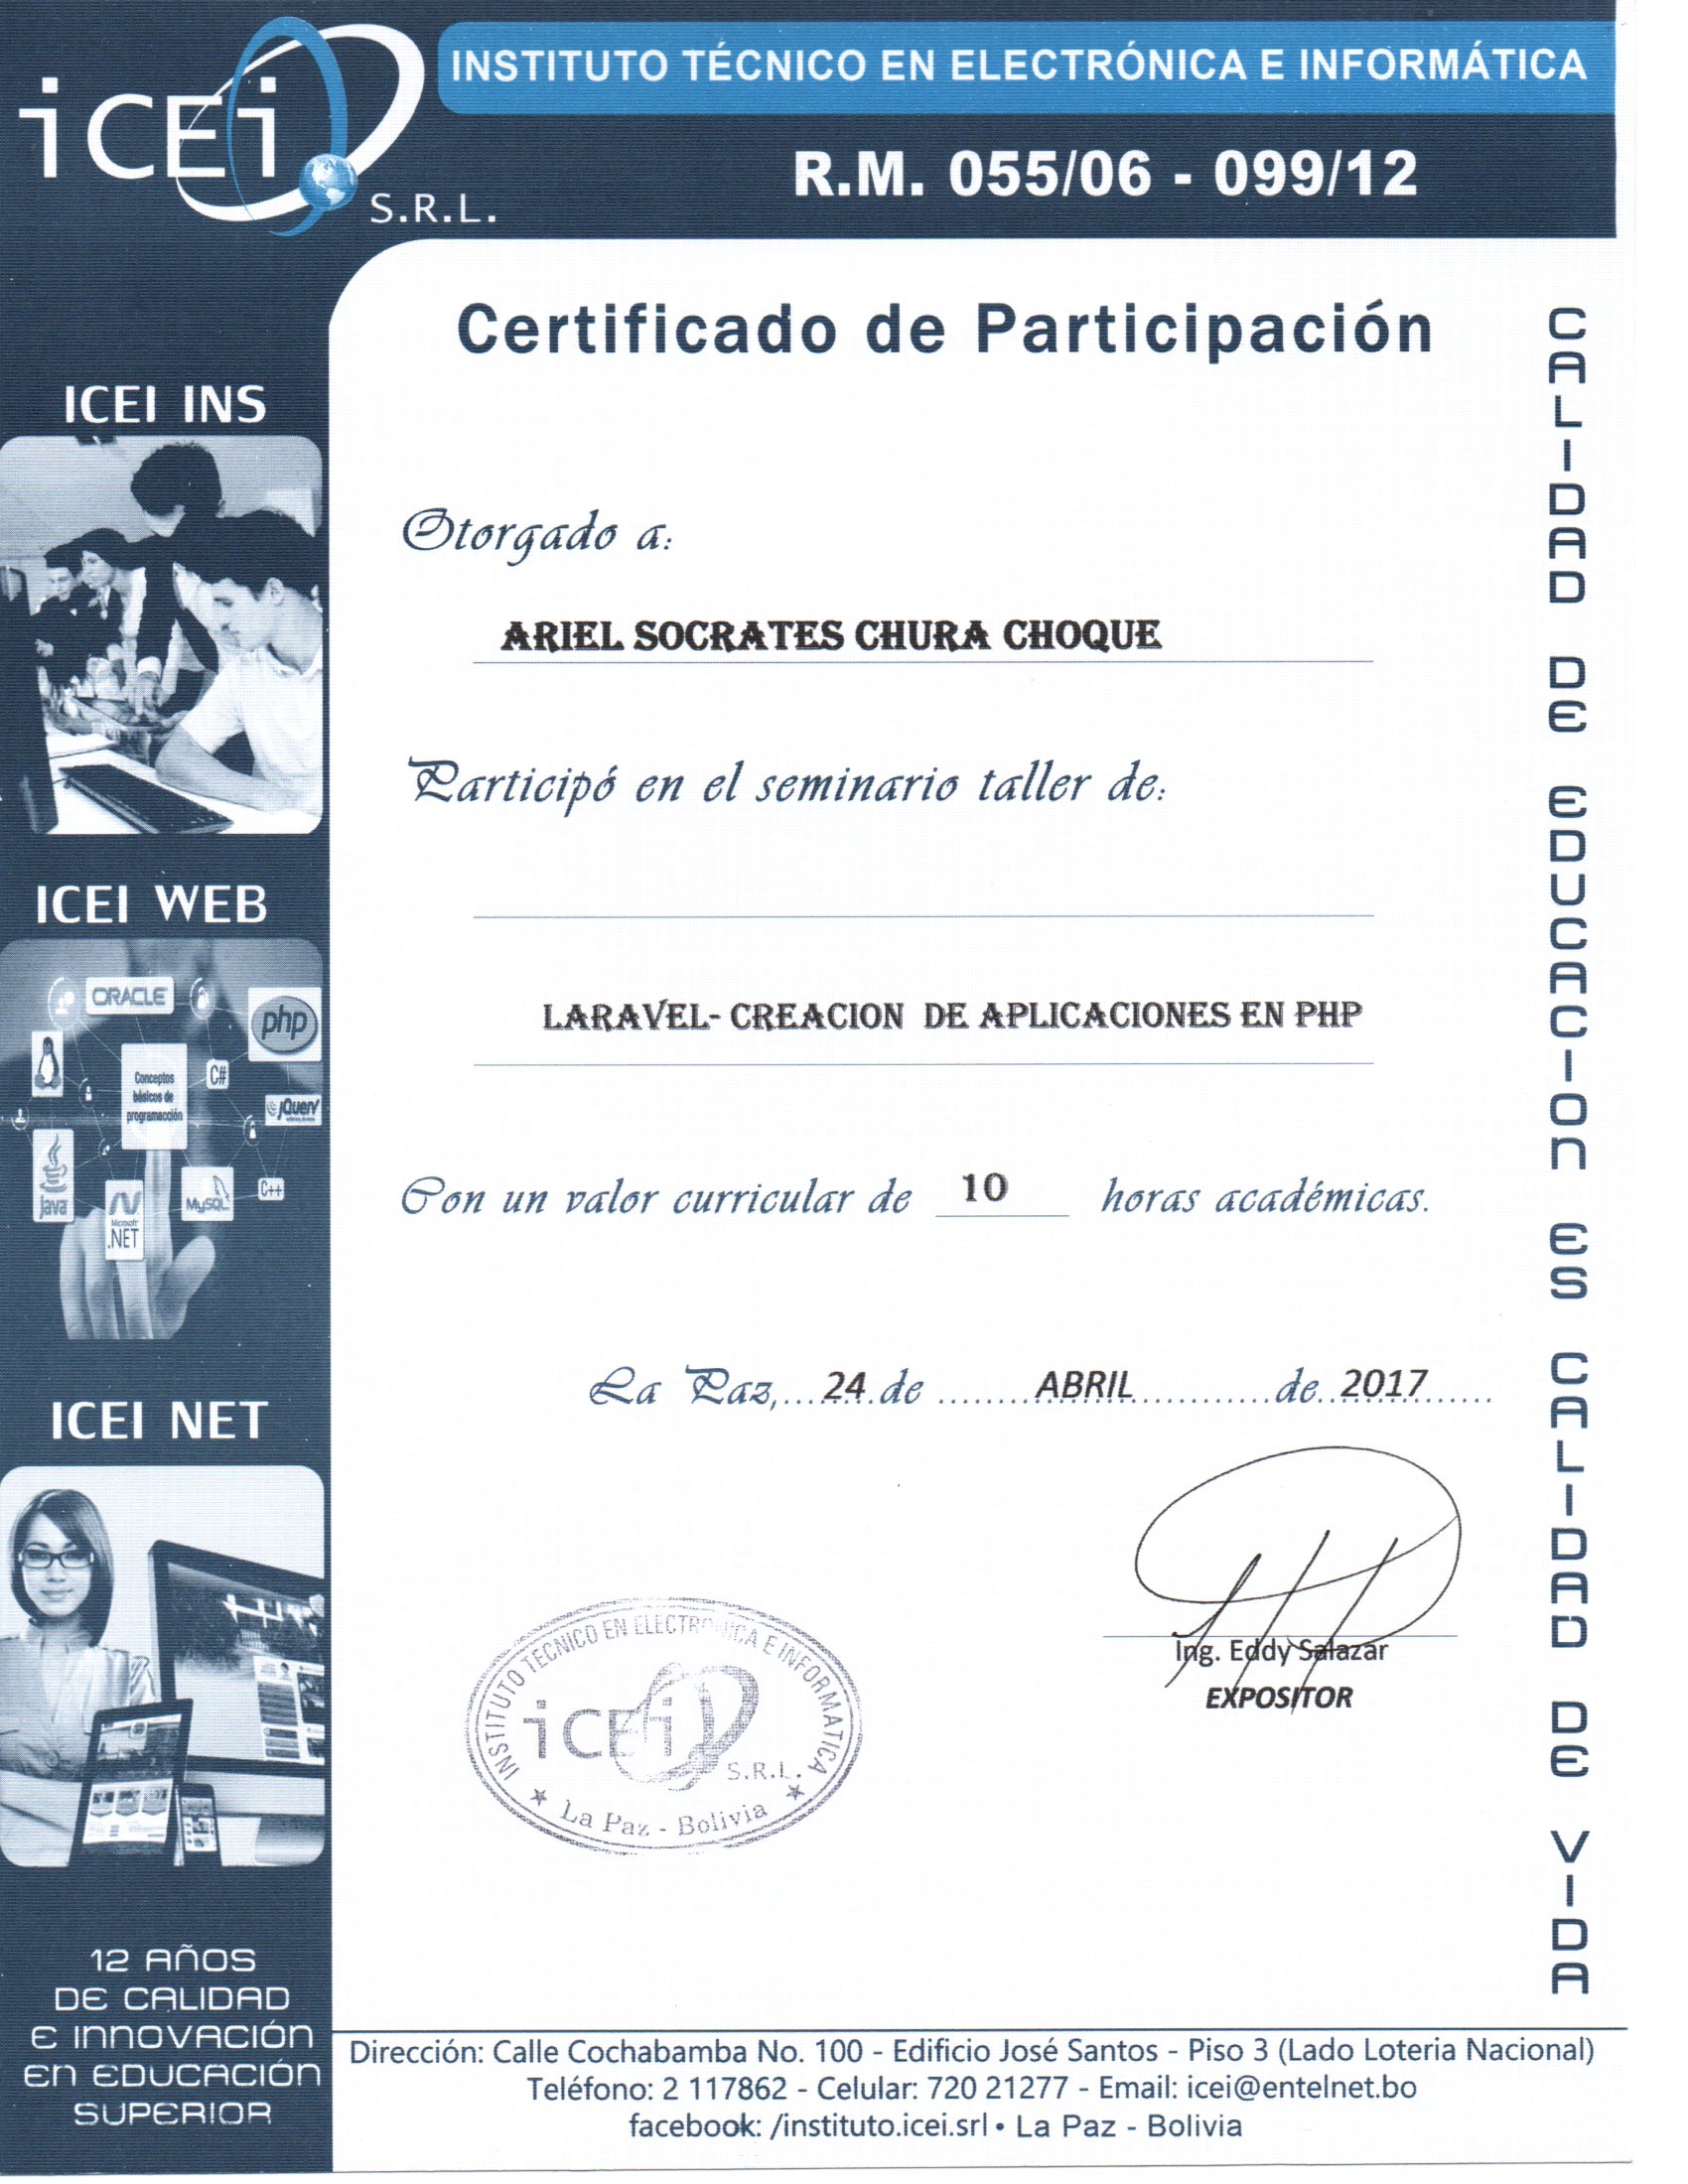 iCEi
S.R.L.
INSTITUTO TÉCNICO EN ELECTRÓNICA E INFORMÁTICA
R.M. 055/06 - 099/12
Certificado de Participación
Otorgado a:
ARIEL SOCRATES CHURA CHOQUE
Participó en el seminario taller de:
LARAVEL- CREACION DE APLICACIONES EN PHP
Con un valor curricular de 10 horas académicas.
La Paz,...24.de ........ABRIL............de..2017......
Ing. Eddy Salazar
EXPOSITOR
INSTITUTO TECNICO EN ELECTRONICA E INFORMATICA
iCEi
S.R.L.
La Paz - Bolivia
ICEI INS
ICEI WEB
ORACLE
php
Conceptos
básicos de
programacción
C#
jQuery
Java
Microsoft
.NET
MySQL
C++
ICEI NET
12 AÑOS
DE CALIDAD
E INNOVACIÓN
EN EDUCACIÓN
SUPERIOR
CALIDAD DE EDUCACION ES CALIDAD DE VIDA
Dirección: Calle Cochabamba No. 100 - Edificio José Santos - Piso 3 (Lado Loteria Nacional)
Teléfono: 2 117862 - Celular: 720 21277 - Email: icei@entelnet.bo
facebook: /instituto.icei.srl • La Paz - Bolivia